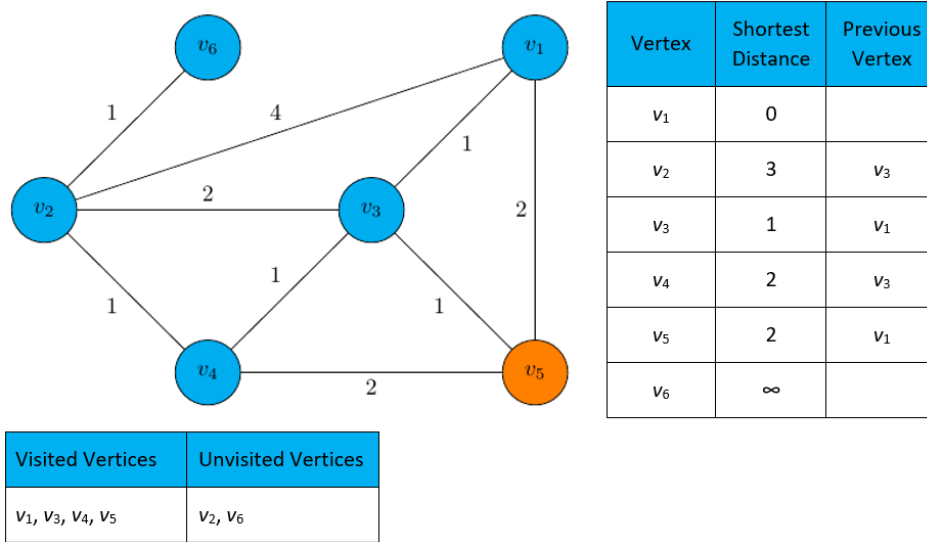 v₆
v₁
1
4
1
v₂
2
v₃
2
1
1
1
v₄
2
v₅
Vertex Shortest Distance Previous Vertex
v₁ 0
v₂ 3 v₃
v₃ 1 v₁
v₄ 2 v₃
v₅ 2 v₁
v₆ ∞
Visited Vertices Unvisited Vertices
v₁, v₃, v₄, v₅ v₂, v₆